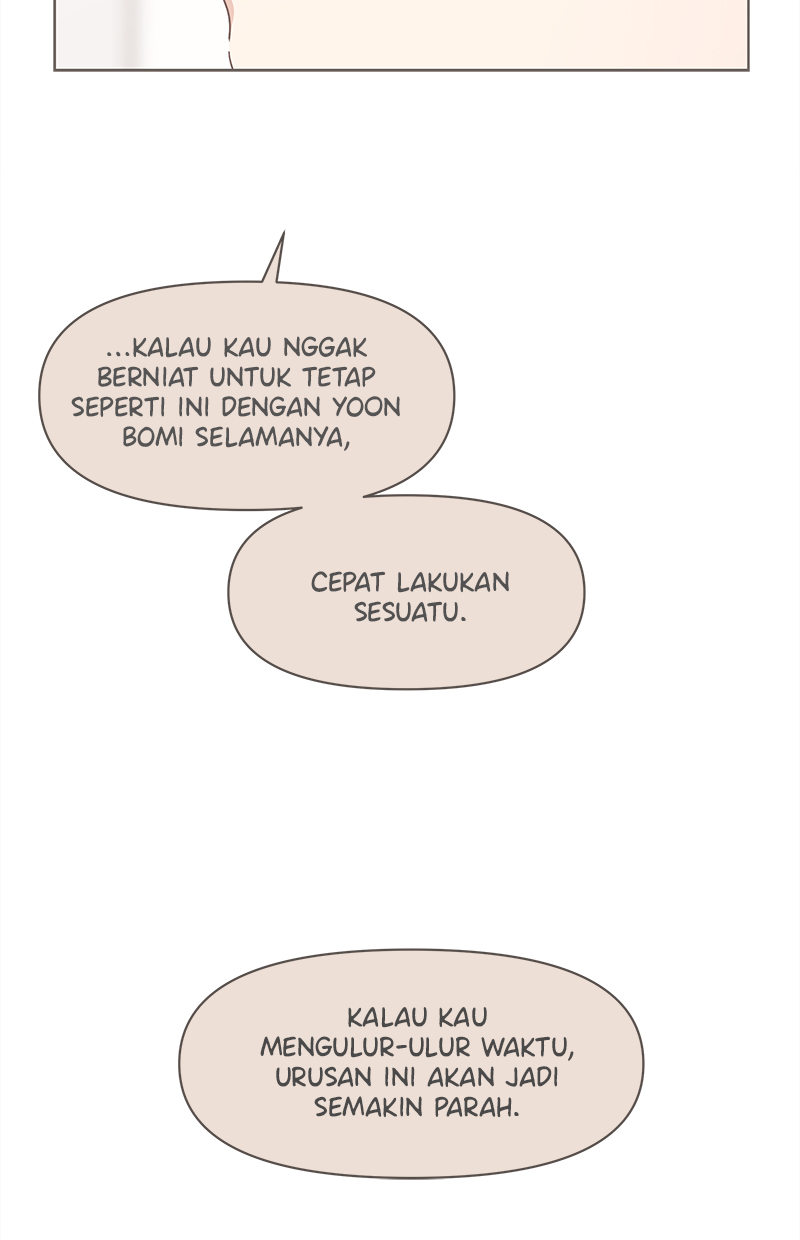 ...KALAU KAU NGGAK
BERNIAT UNTUK TETAP
SEPERTI INI DENGAN YOON
BOMI SELAMANYA,
CEPAT LAKUKAN
SESUATU.
KALAU KAU
MENGULUR-ULUR WAKTU,
URUSAN INI AKAN JADI
SEMAKIN PARAH.